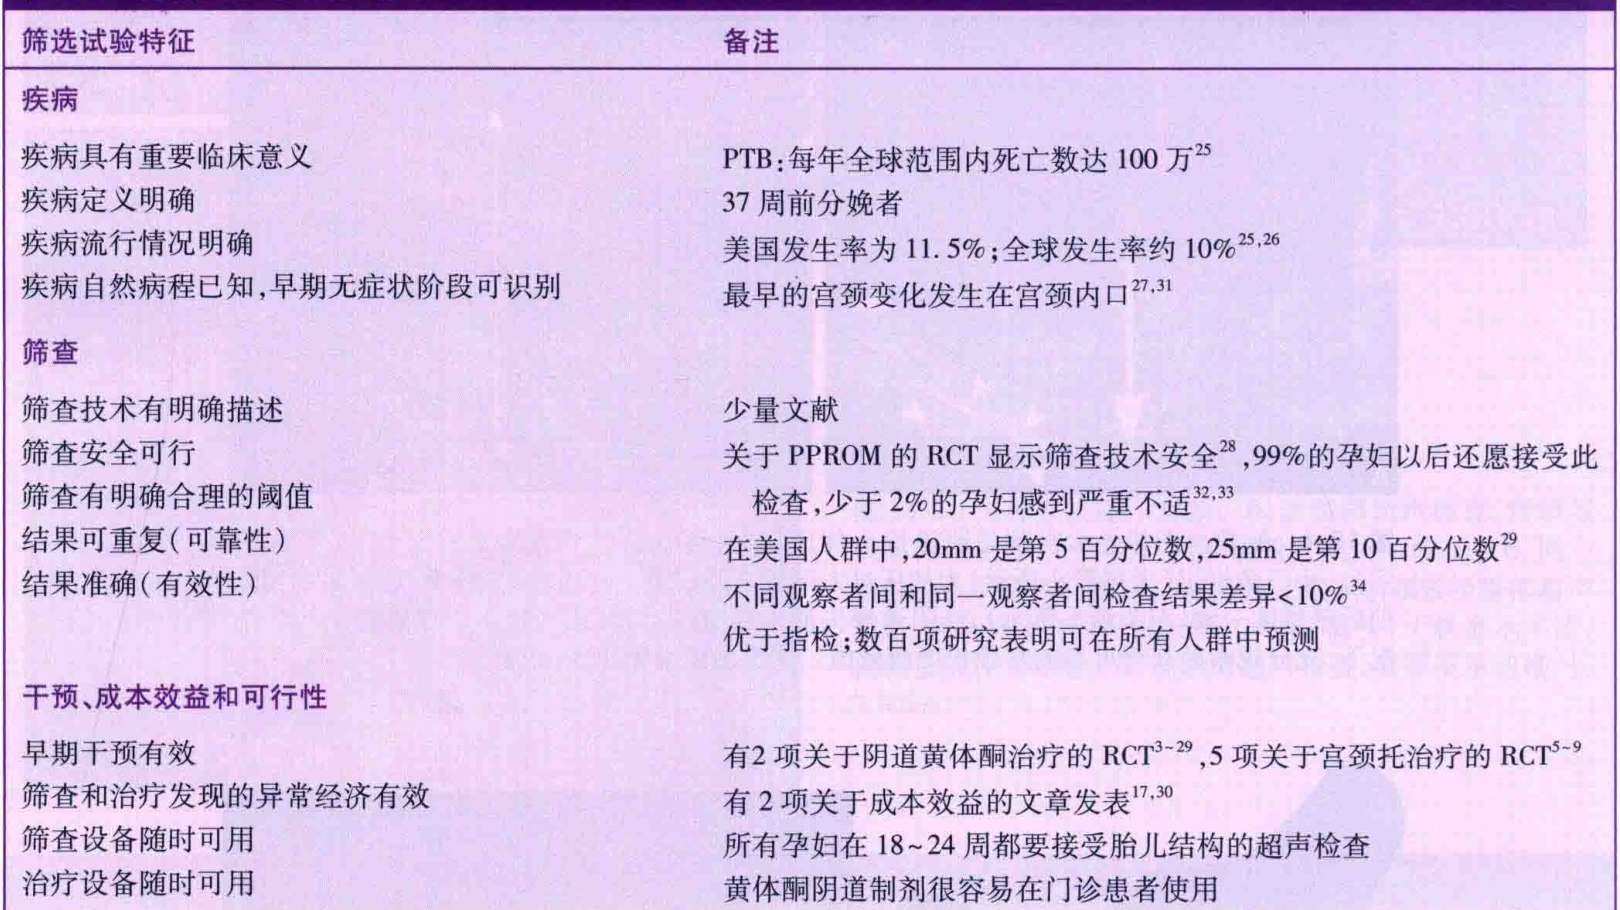 筛选试验特征 备注
疾病
疾病具有重要临床意义 PTB:每年全球范围内死亡数达 100 万25
疾病定义明确 37 周前分娩者
疾病流行情况明确 美国发生率为 11.5%;全球发生率约 10%25,26
疾病自然病程已知,早期无症状阶段可识别 最早的宫颈变化发生在宫颈内口27,31
筛查
筛查技术有明确描述 少量文献
筛查安全可行 关于 PPROM 的 RCT 显示筛查技术安全28,99%的孕妇以后还愿接受此
筛查有明确合理的阈值 检查,少于 2%的孕妇感到严重不适32,33
结果可重复(可靠性) 在美国人群中,20mm 是第 5 百分位数,25mm 是第 10 百分位数29
结果准确(有效性) 不同观察者间和同一观察者间检查结果差异<10%34
优于指检;数百项研究表明可在所有人群中预测
干预、成本效益和可行性
早期干预有效 有2 项关于阴道黄体酮治疗的 RCT3~29,5 项关于宫颈托治疗的 RCT5~9
筛查和治疗发现的异常经济有效 有 2 项关于成本效益的文章发表17,30
筛查设备随时可用 所有孕妇在 18~24 周都要接受胎儿结构的超声检查
治疗设备随时可用 黄体酮阴道制剂很容易在门诊患者使用